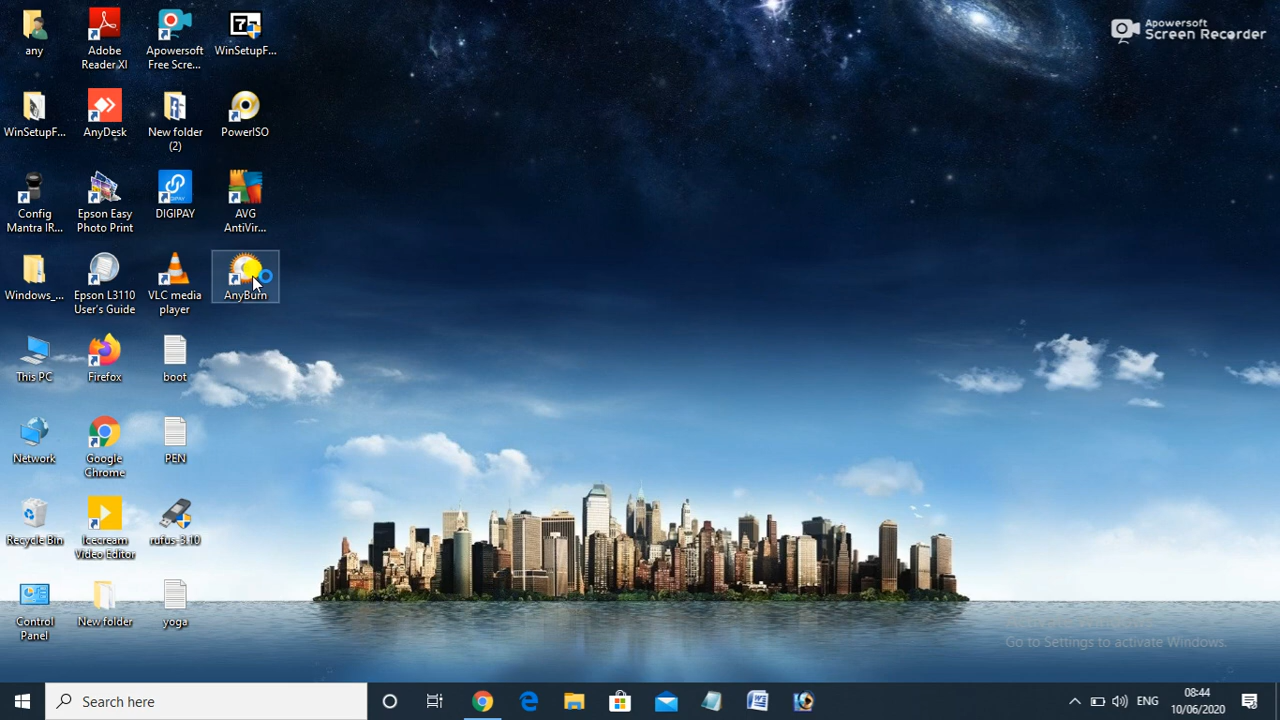 any
Adobe
Reader XI
Apowersoft
Free Scre...
WinSetupF...
WinSetupF...
AnyDesk
New folder
(2)
PowerISO
Config
Mantra IR...
Epson Easy
Photo Print
DIGIPAY
AVG
AntiVir...
Windows_...
Epson L3110
User's Guide
VLC media
player
AnyBurn
This PC
Firefox
boot
Network
Google
Chrome
PEN
Recycle Bin
Icecream
Video Editor
rufus-3.10
Control
Panel
New folder
yoga
Apowersoft
Screen Recorder
Go to Settings to activate Windows.
Search here
ENG
08:44
10/06/2020